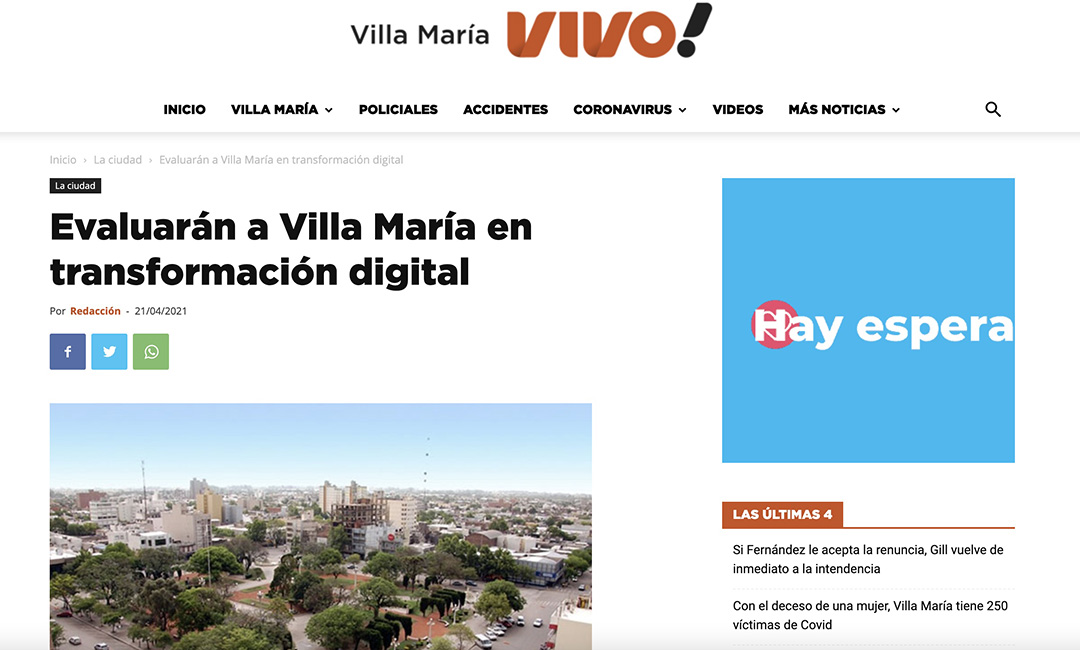 Villa María VIVO!
INICIO VILLA MARÍA POLICIALES ACCIDENTES CORONAVIRUS VIDEOS MÁS NOTICIAS
Inicio › La ciudad › Evaluarán a Villa María en transformación digital
La ciudad
Evaluarán a Villa María en
transformación digital
Por Redacción - 21/04/2021
Hay espera
LAS ÚLTIMAS 4
Si Fernández le acepta la renuncia, Gill vuelve de
inmediato a la intendencia
Con el deceso de una mujer, Villa María tiene 250
víctimas de Covid